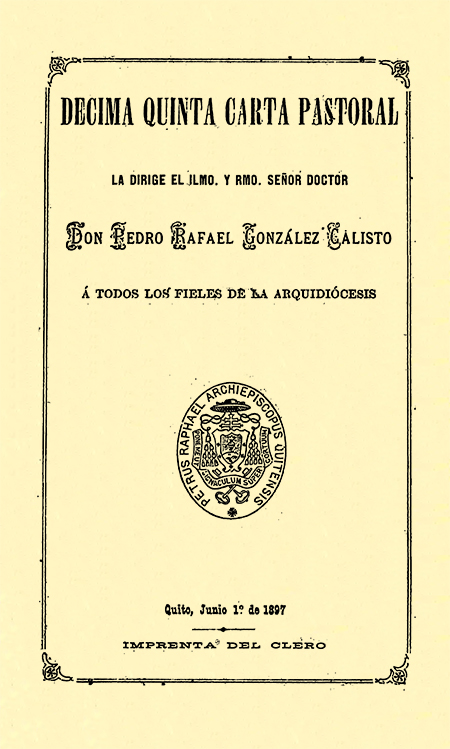 DECIMA QUINTA CARTA PASTORAL
LA DIRIGE EL ILMO. Y RMO. SEÑOR DOCTOR
DON PEDRO RAFAEL GONZÁLEZ CALISTO
Á TODOS LOS FIELES DE LA ARQUIDIÓCESIS
PETRUS RAPHAEL ARCHIEPISCOPUS QUITENSIS
Quito, Junio 1º de 1897
IMPRENTA DEL CLERO